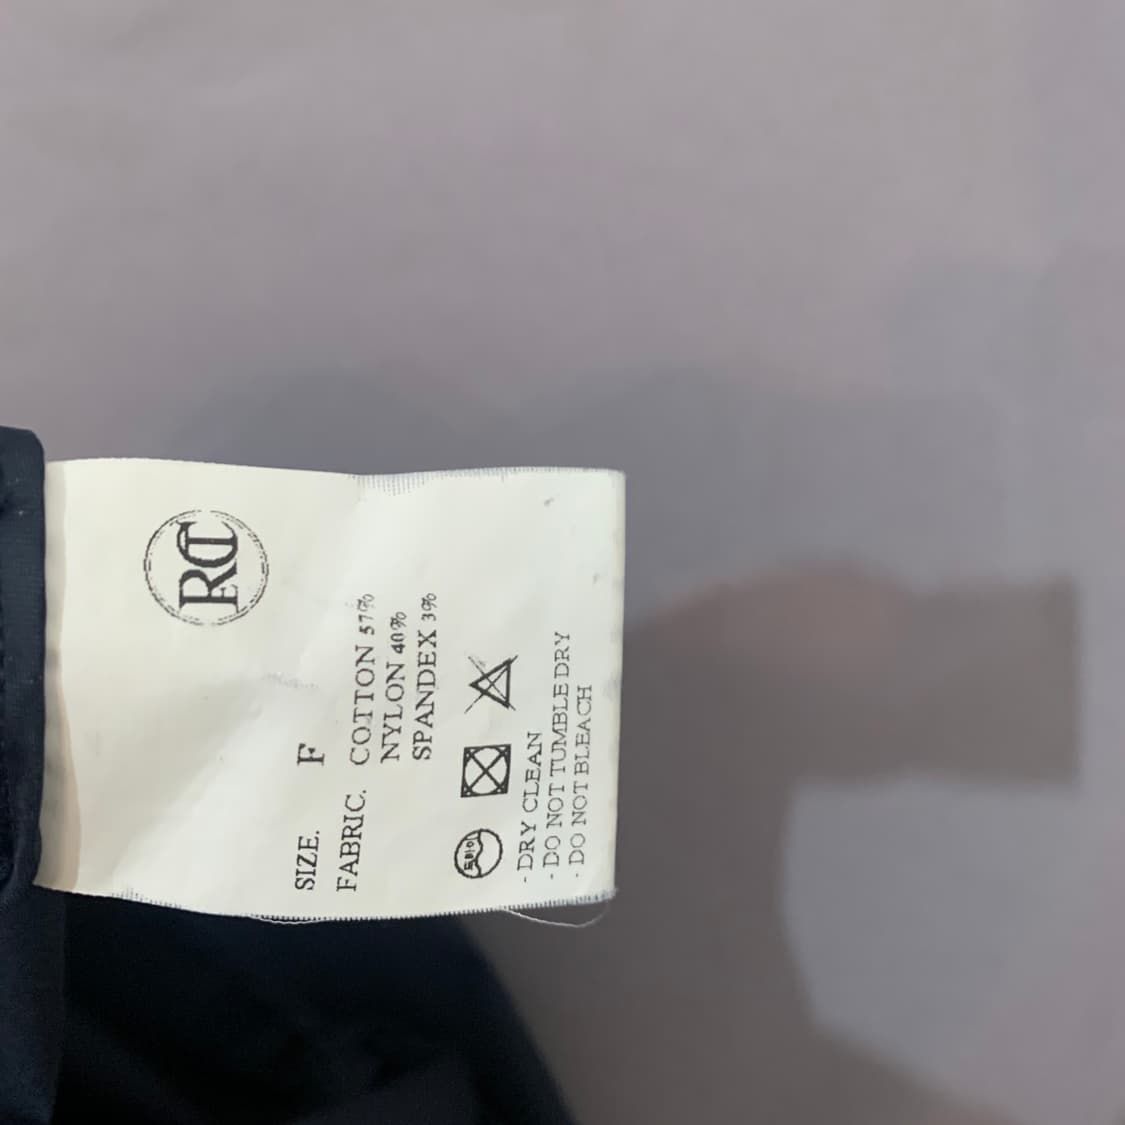 SIZE. F
FABRIC. COTTON 57%
NYLON 40%
SPANDEX 3%
드라이
- DRY CLEAN
- DO NOT TUMBLE DRY
- DO NOT BLEACH